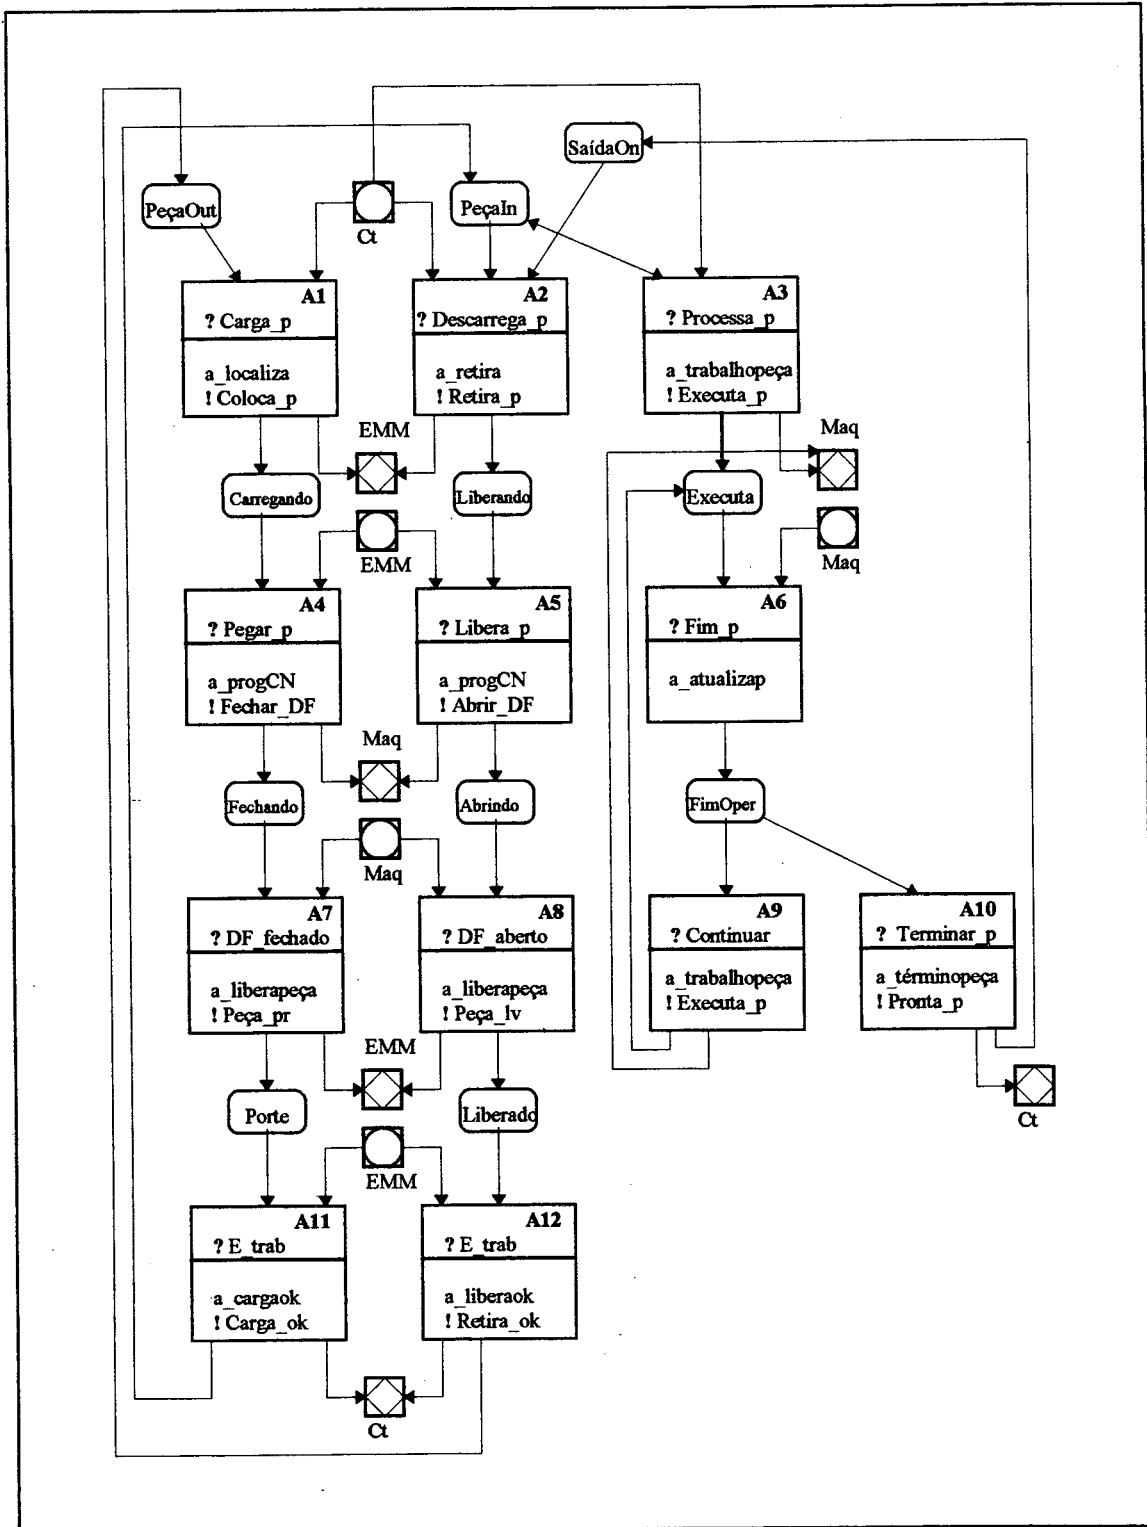 SaídaOn
PeçaOut
PeçaIn
Ct
A1
? Carga_p
a_localiza
! Coloca_p
A2
? Descarrega_p
a_retira
! Retira_p
A3
? Processa_p
a_trabalhopeça
! Executa_p
EMM
Maq
Carregando
Liberando
Executa
EMM
Maq
A4
? Pegar_p
a_progCN
! Fechar_DF
A5
? Libera_p
a_progCN
! Abrir_DF
A6
? Fim_p
a_atualizap
Maq
Fechando
Abrindo
FimOper
Maq
A7
? DF_fechado
a_liberapeça
! Peça_pr
A8
? DF_aberto
a_liberapeça
! Peça_lv
A9
? Continuar
a_trabalhopeça
! Executa_p
A10
? Terminar_p
a_términopeça
! Pronta_p
EMM
Porte
Liberado
Ct
EMM
A11
? E_trab
a_cargaok
! Carga_ok
A12
? E_trab
a_liberaok
! Retira_ok
Ct